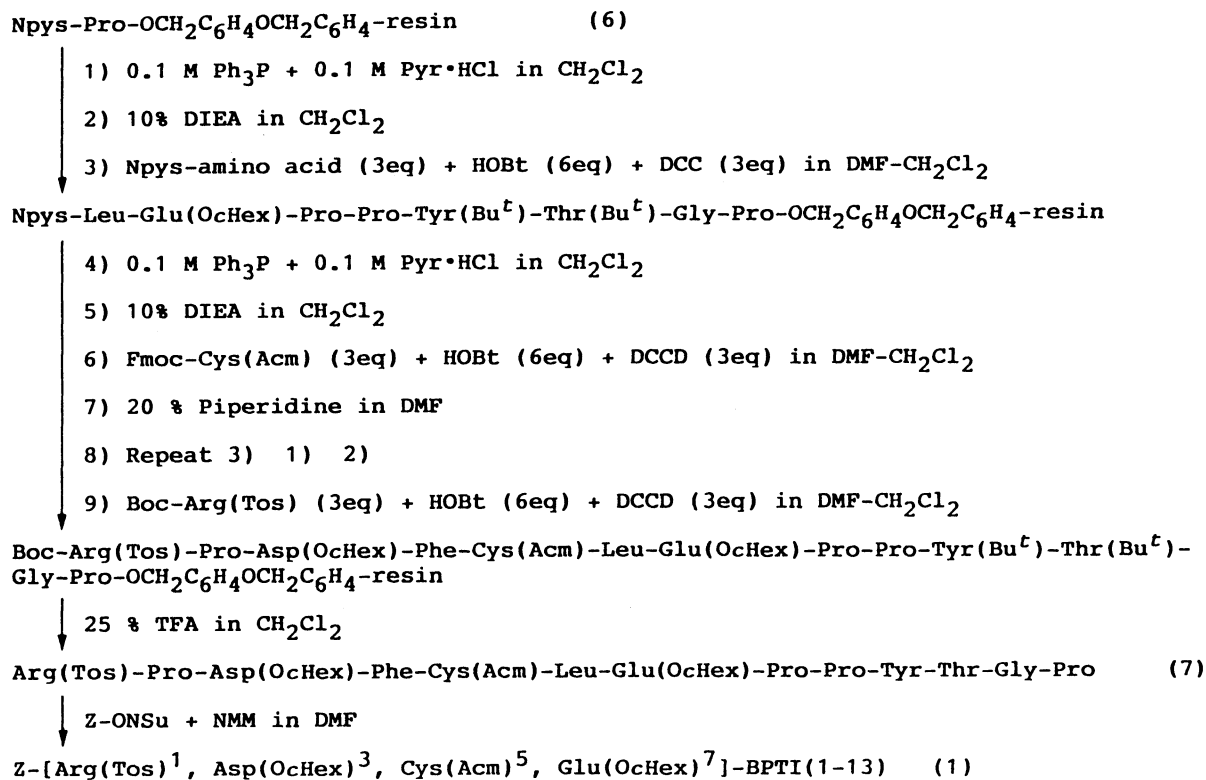 Npys-Pro-OCH₂C₆H₄OCH₂C₆H₄-resin (6)
1) 0.1 M Ph₃P + 0.1 M Pyr•HCl in CH₂Cl₂
2) 10% DIEA in CH₂Cl₂
3) Npys-amino acid (3eq) + HOBt (6eq) + DCC (3eq) in DMF-CH₂Cl₂
Npys-Leu-Glu(OcHex)-Pro-Pro-Tyr(Buᵗ)-Thr(Buᵗ)-Gly-Pro-OCH₂C₆H₄OCH₂C₆H₄-resin
4) 0.1 M Ph₃P + 0.1 M Pyr•HCl in CH₂Cl₂
5) 10% DIEA in CH₂Cl₂
6) Fmoc-Cys(Acm) (3eq) + HOBt (6eq) + DCCD (3eq) in DMF-CH₂Cl₂
7) 20 % Piperidine in DMF
8) Repeat 3) 1) 2)
9) Boc-Arg(Tos) (3eq) + HOBt (6eq) + DCCD (3eq) in DMF-CH₂Cl₂
Boc-Arg(Tos)-Pro-Asp(OcHex)-Phe-Cys(Acm)-Leu-Glu(OcHex)-Pro-Pro-Tyr(Buᵗ)-Thr(Buᵗ)-
Gly-Pro-OCH₂C₆H₄OCH₂C₆H₄-resin
25 % TFA in CH₂Cl₂
Arg(Tos)-Pro-Asp(OcHex)-Phe-Cys(Acm)-Leu-Glu(OcHex)-Pro-Pro-Tyr-Thr-Gly-Pro (7)
Z-ONSu + NMM in DMF
Z-[Arg(Tos)¹, Asp(OcHex)³, Cys(Acm)⁵, Glu(OcHex)⁷]-BPTI(1-13) (1)